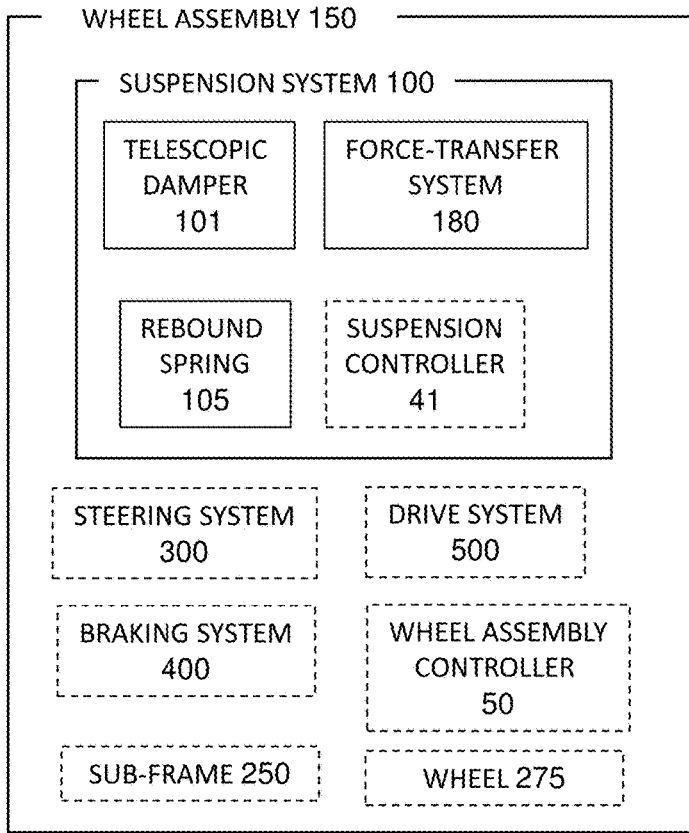 WHEEL ASSEMBLY 150
SUSPENSION SYSTEM 100
TELESCOPIC
DAMPER
101
FORCE-TRANSFER
SYSTEM
180
REBOUND
SPRING
105
SUSPENSION
CONTROLLER
41
STEERING SYSTEM
300
DRIVE SYSTEM
500
BRAKING SYSTEM
400
WHEEL ASSEMBLY
CONTROLLER
50
SUB-FRAME 250
WHEEL 275